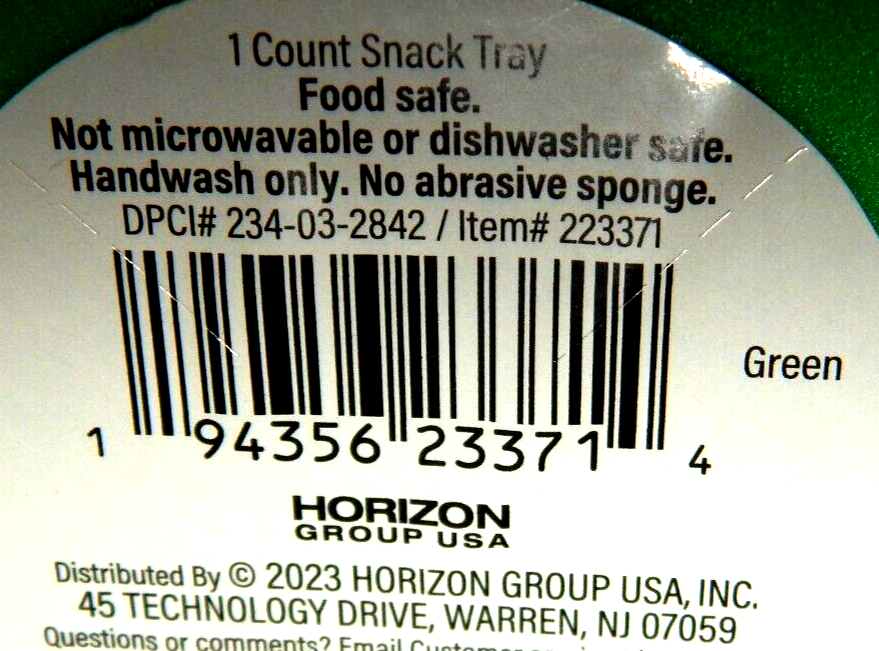 1 Count Snack Tray
Food safe.
Not microwavable or dishwasher safe.
Handwash only. No abrasive sponge.
DPCI# 234-03-2842 / Item# 223371
Green
1 94356 23371 4
HORIZON
GROUP USA
Distributed By © 2023 HORIZON GROUP USA, INC.
45 TECHNOLOGY DRIVE, WARREN, NJ 07059
Questions or comments? Email Customer